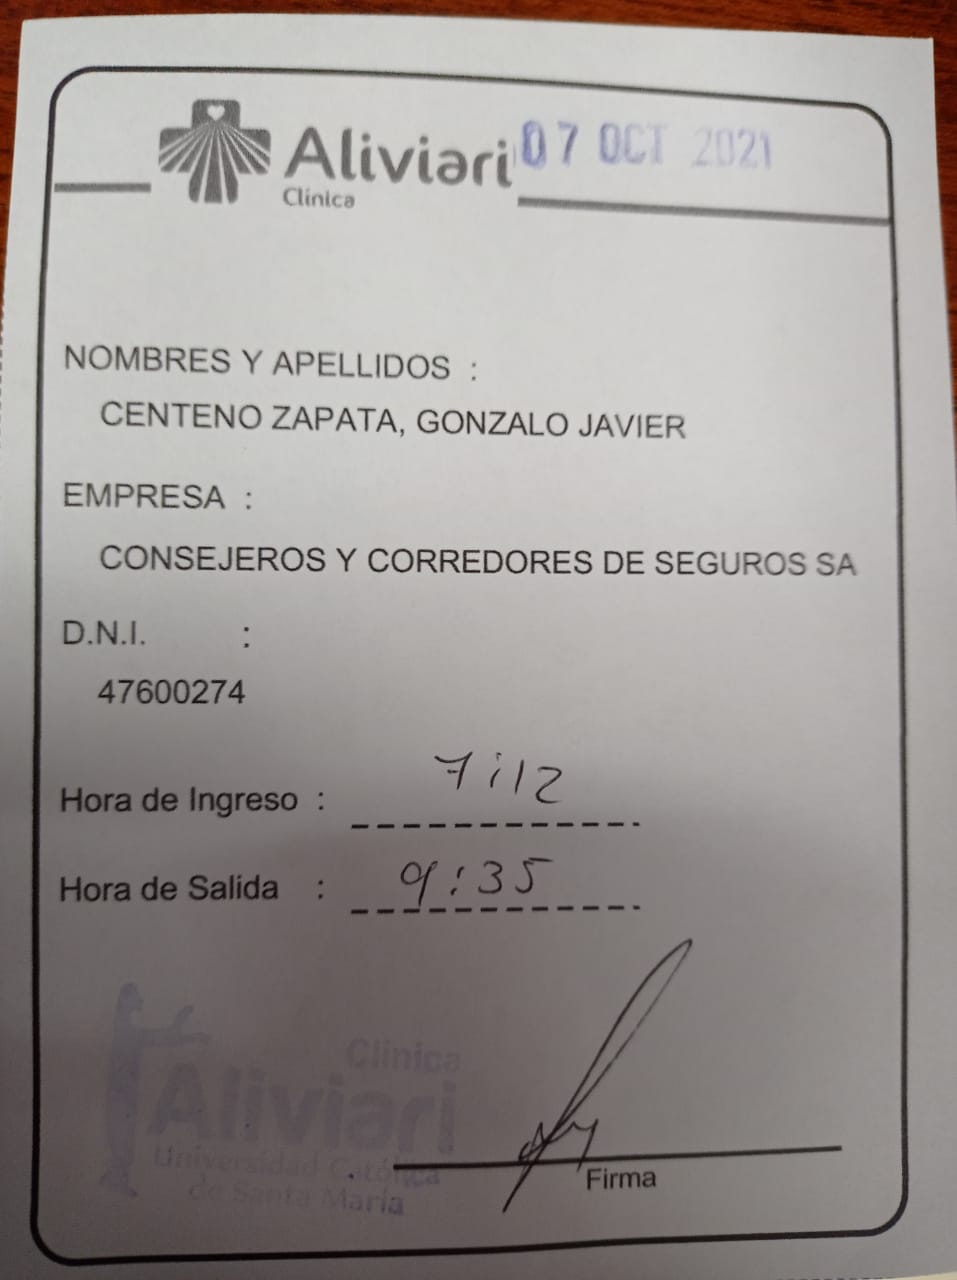 Aliviari 07 OCT 2021
Clínica
NOMBRES Y APELLIDOS :
CENTENO ZAPATA, GONZALO JAVIER
EMPRESA :
CONSEJEROS Y CORREDORES DE SEGUROS SA
D.N.I. :
47600274
Hora de Ingreso : 7:12
Hora de Salida : 9:35
Clínica
Aliviari
Universidad Católica
de Santa María
Firma